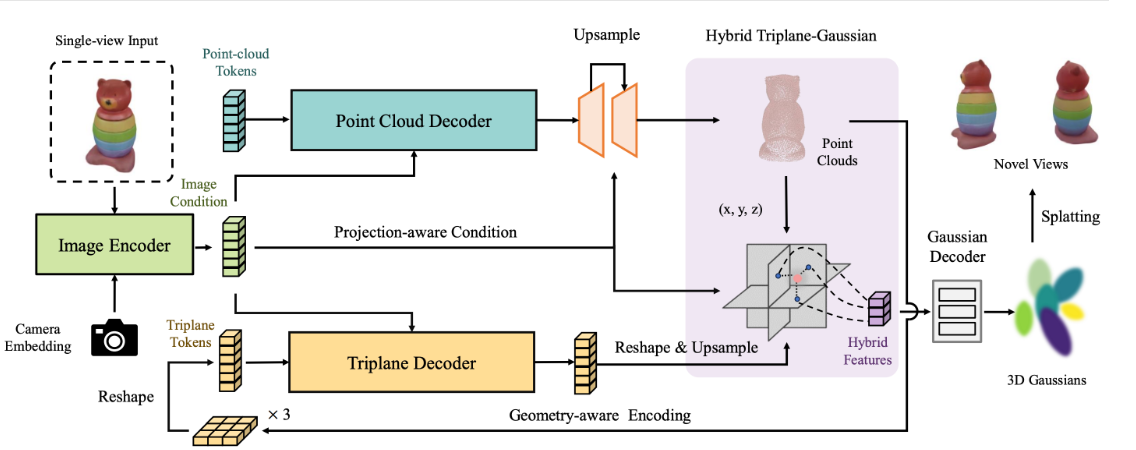 Single-view Input
Point-cloud
Tokens
Upsample
Hybrid Triplane-Gaussian
Point Cloud Decoder
Point
Clouds
Novel Views
Image
Condition
(x, y, z)
Splatting
Image Encoder
Projection-aware Condition
Gaussian
Decoder
Camera
Embedding
Triplane
Tokens
Triplane Decoder
Reshape & Upsample
Hybrid
Features
3D Gaussians
Reshape
× 3
Geometry-aware Encoding